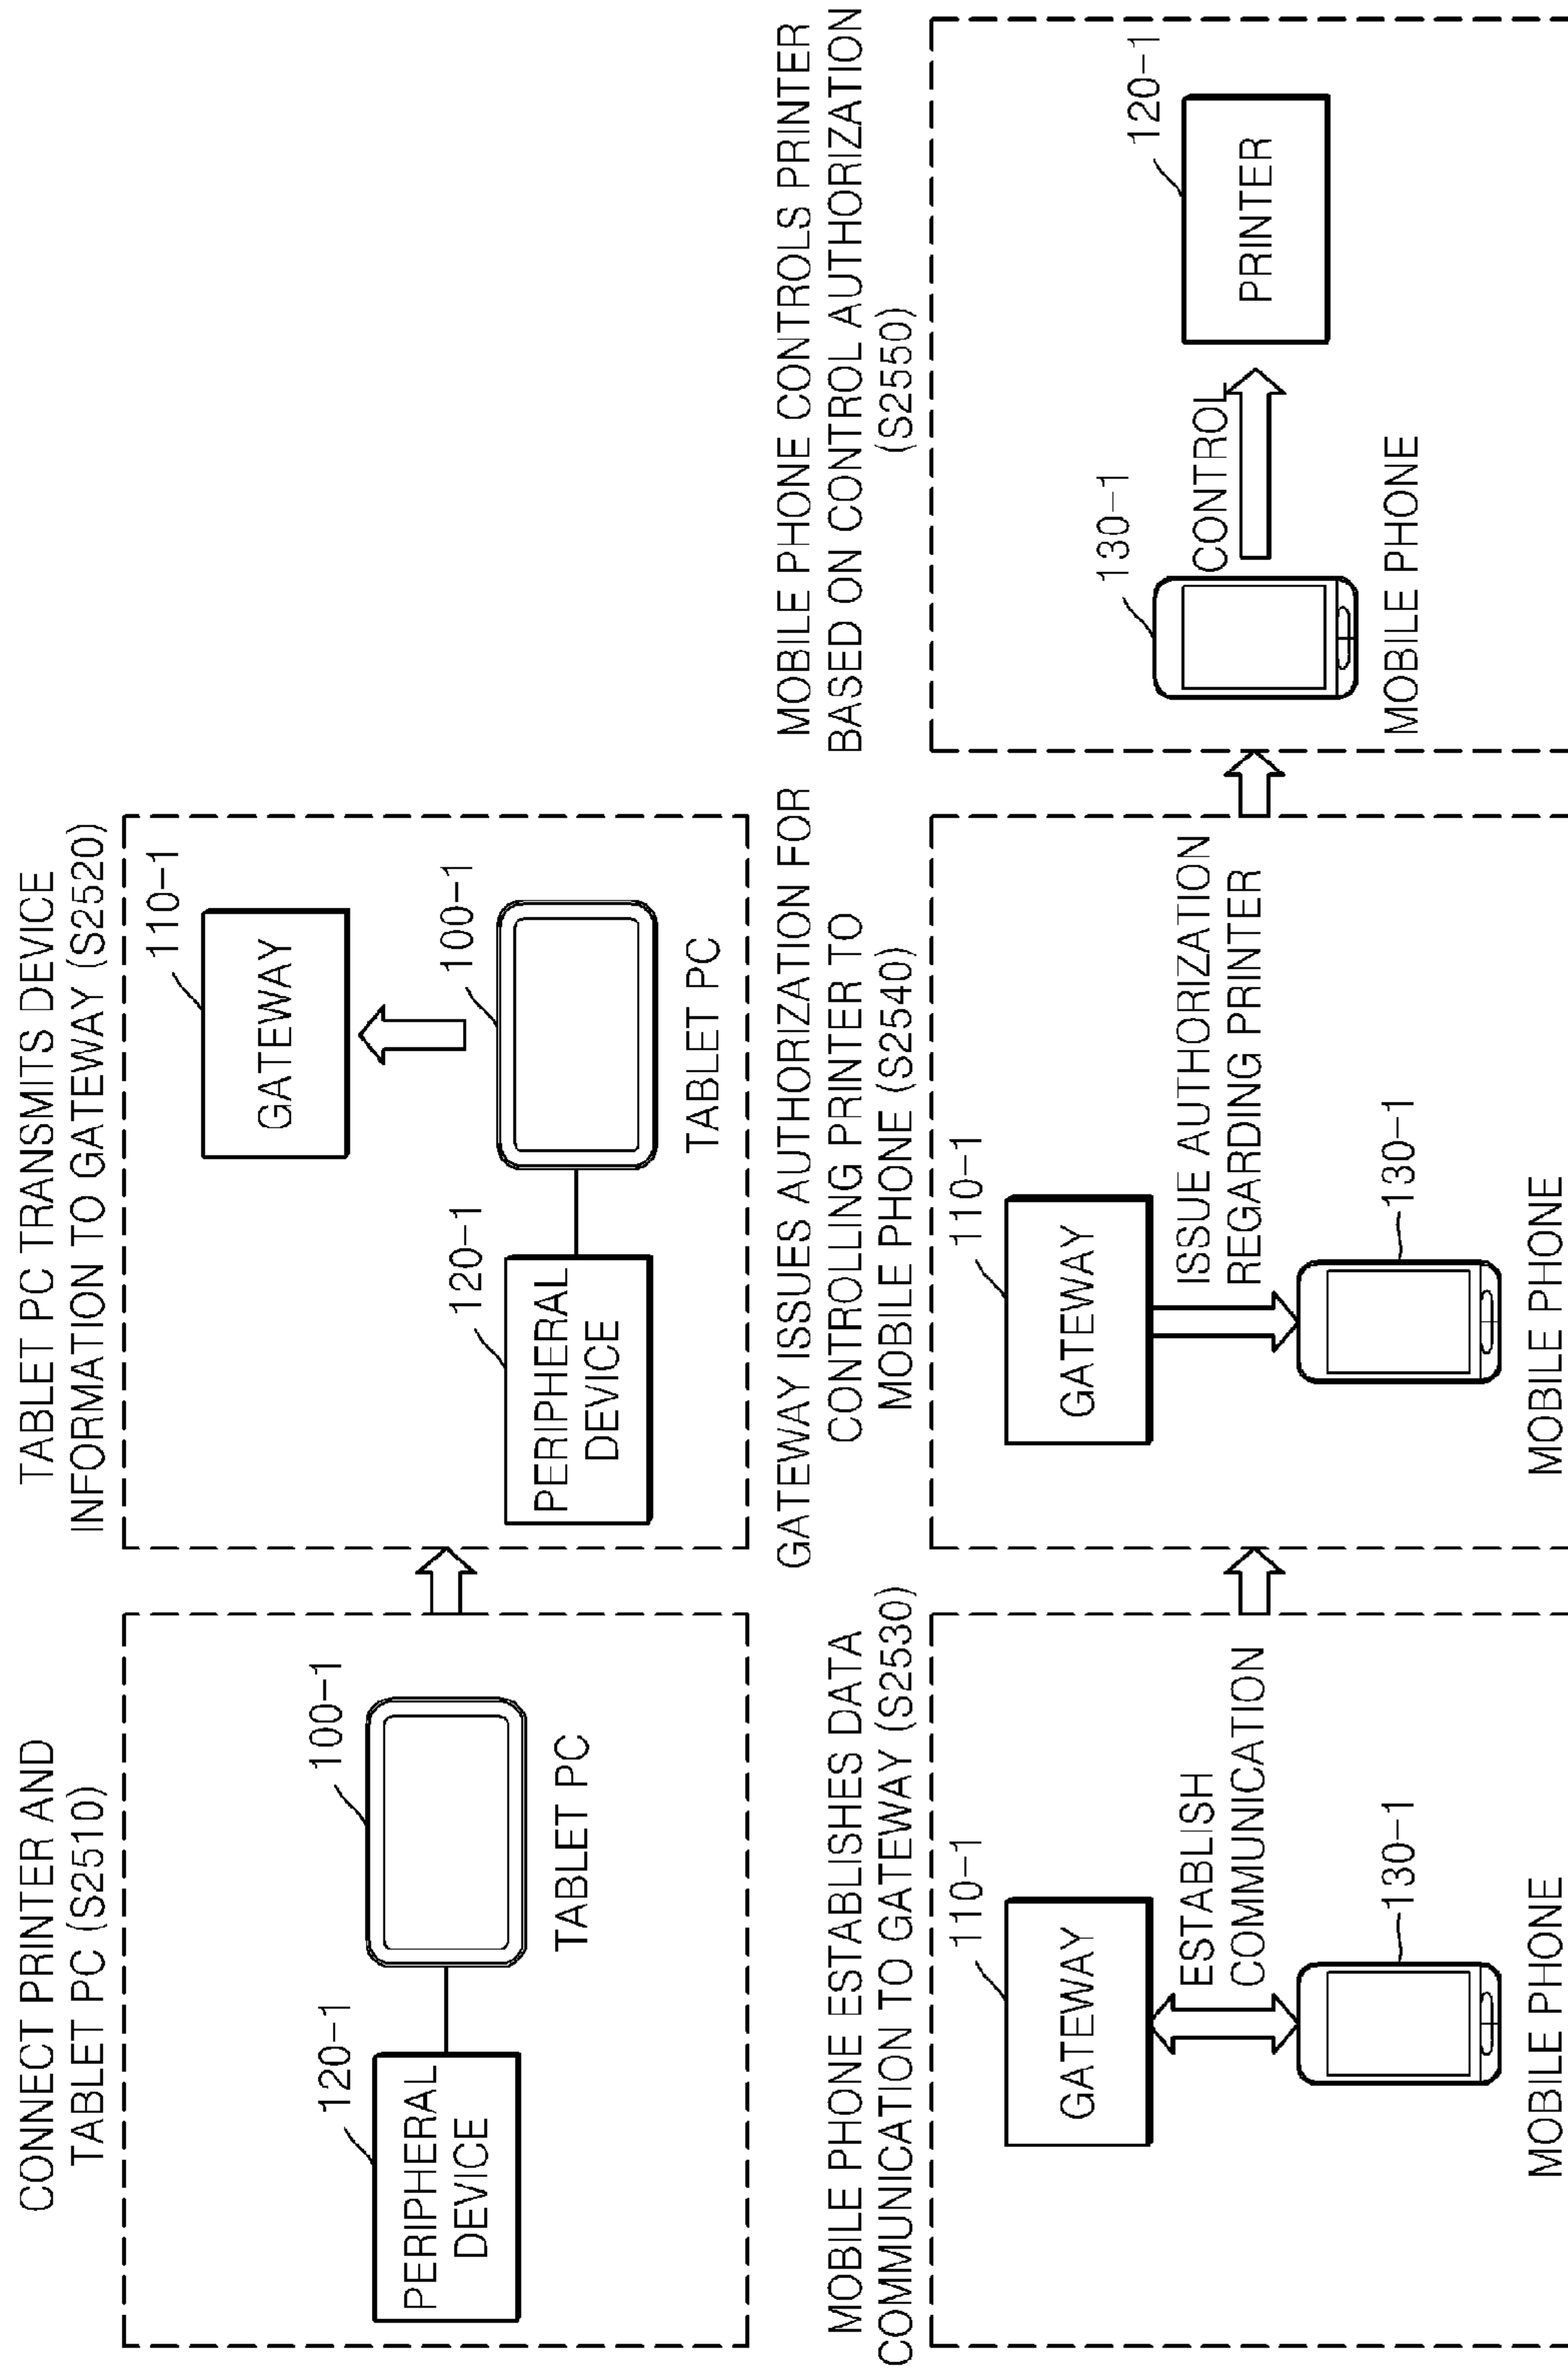 CONNECT PRINTER AND
TABLET PC (S2510)
120-1
PERIPHERAL
DEVICE
100-1
TABLET PC
TABLET PC TRANSMITS DEVICE
INFORMATION TO GATEWAY (S2520)
110-1
GATEWAY
120-1
PERIPHERAL
DEVICE
100-1
TABLET PC
MOBILE PHONE ESTABLISHES DATA
COMMUNICATION TO GATEWAY (S2530)
110-1
GATEWAY
ESTABLISH
COMMUNICATION
130-1
MOBILE PHONE
GATEWAY ISSUES AUTHORIZATION FOR
CONTROLLING PRINTER TO
MOBILE PHONE (S2540)
110-1
GATEWAY
ISSUE AUTHORIZATION
REGARDING PRINTER
130-1
MOBILE PHONE
MOBILE PHONE CONTROLS PRINTER
BASED ON CONTROL AUTHORIZATION
(S2550)
130-1
CONTROL
120-1
PRINTER
MOBILE PHONE